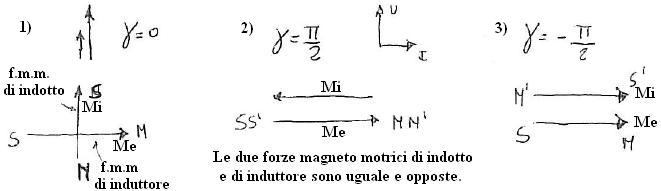 1) γ=0
f.m.m.
di indotto
S
Mi
S M
Me
N
f.m.m
di induttore
2) γ=π/2
U
I
Mi
SS' NN'
Me
Le due forze magneto motrici di indotto
e di induttore sono uguale e opposte.
3) γ=-π/2
S'
N' Mi
S Me
N